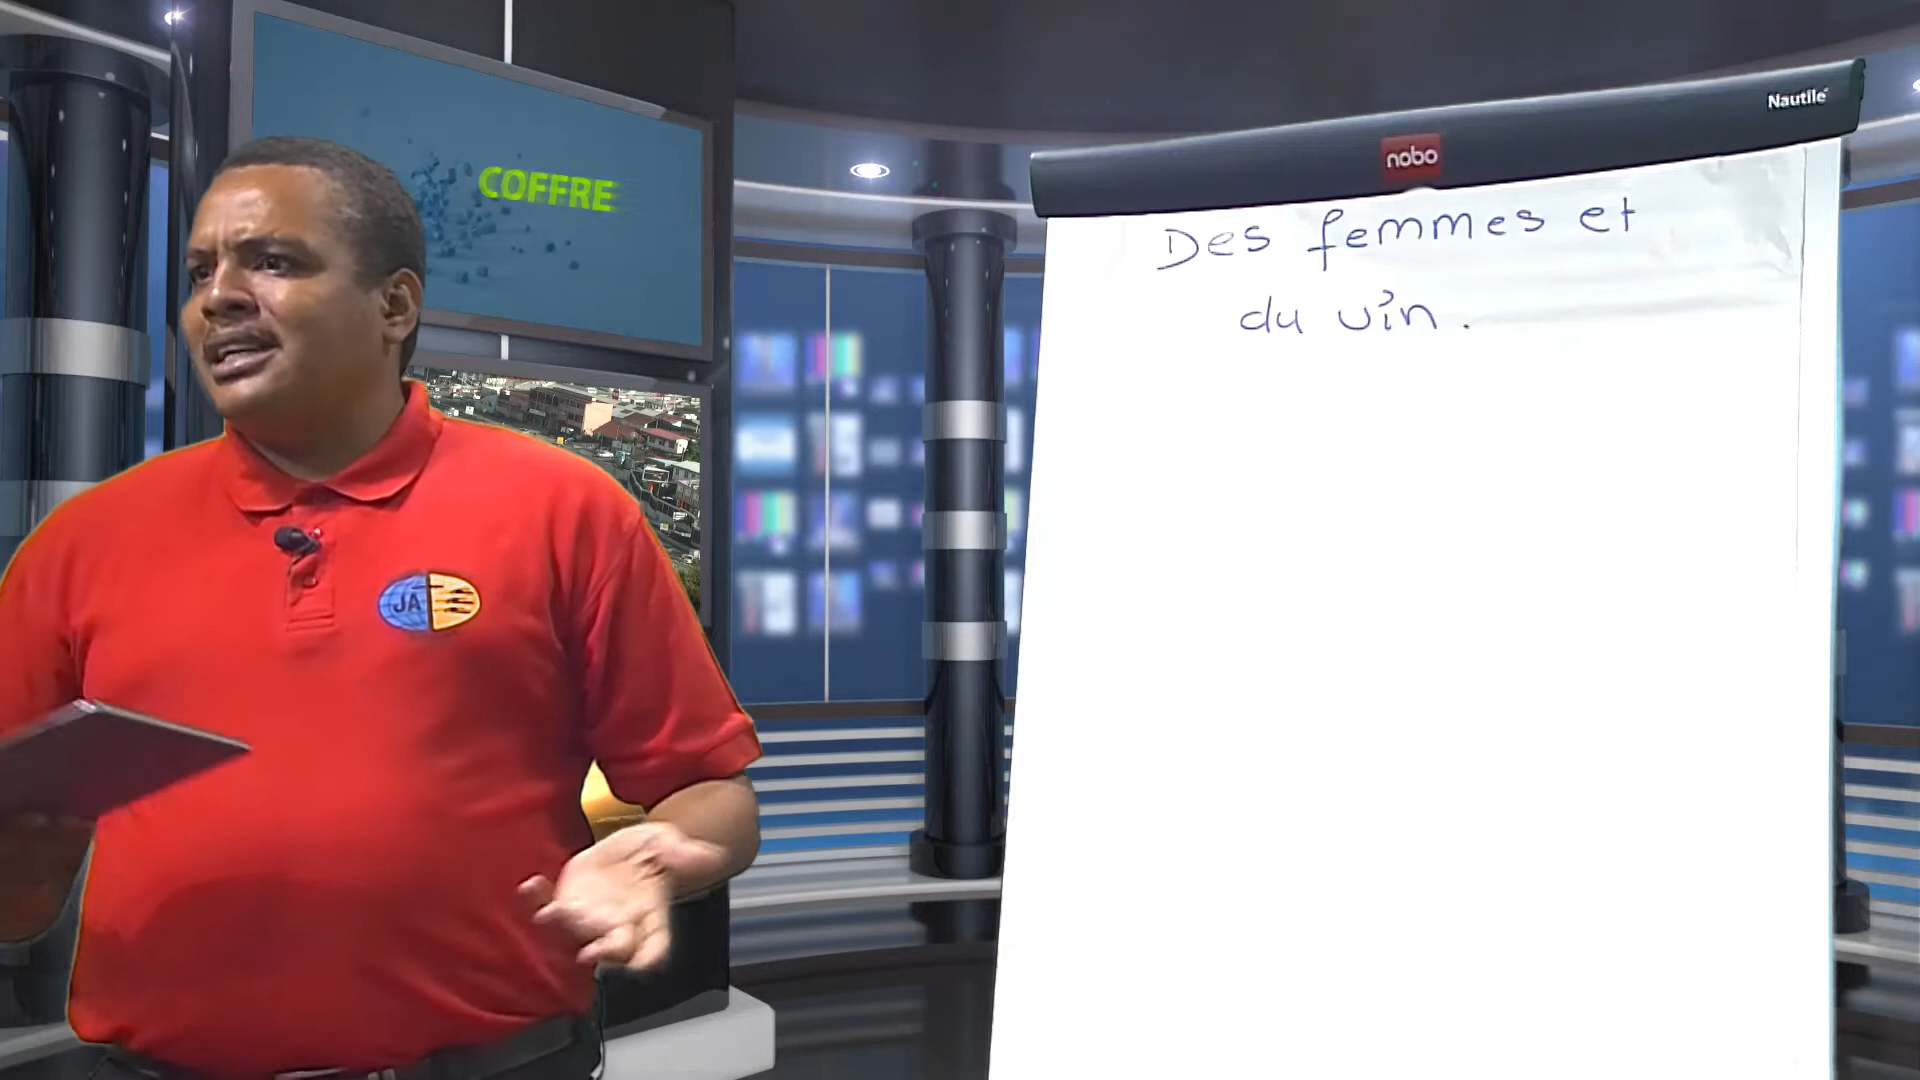 COFFRE
Nautile
nobo
Des femmes et
du vin.
JA